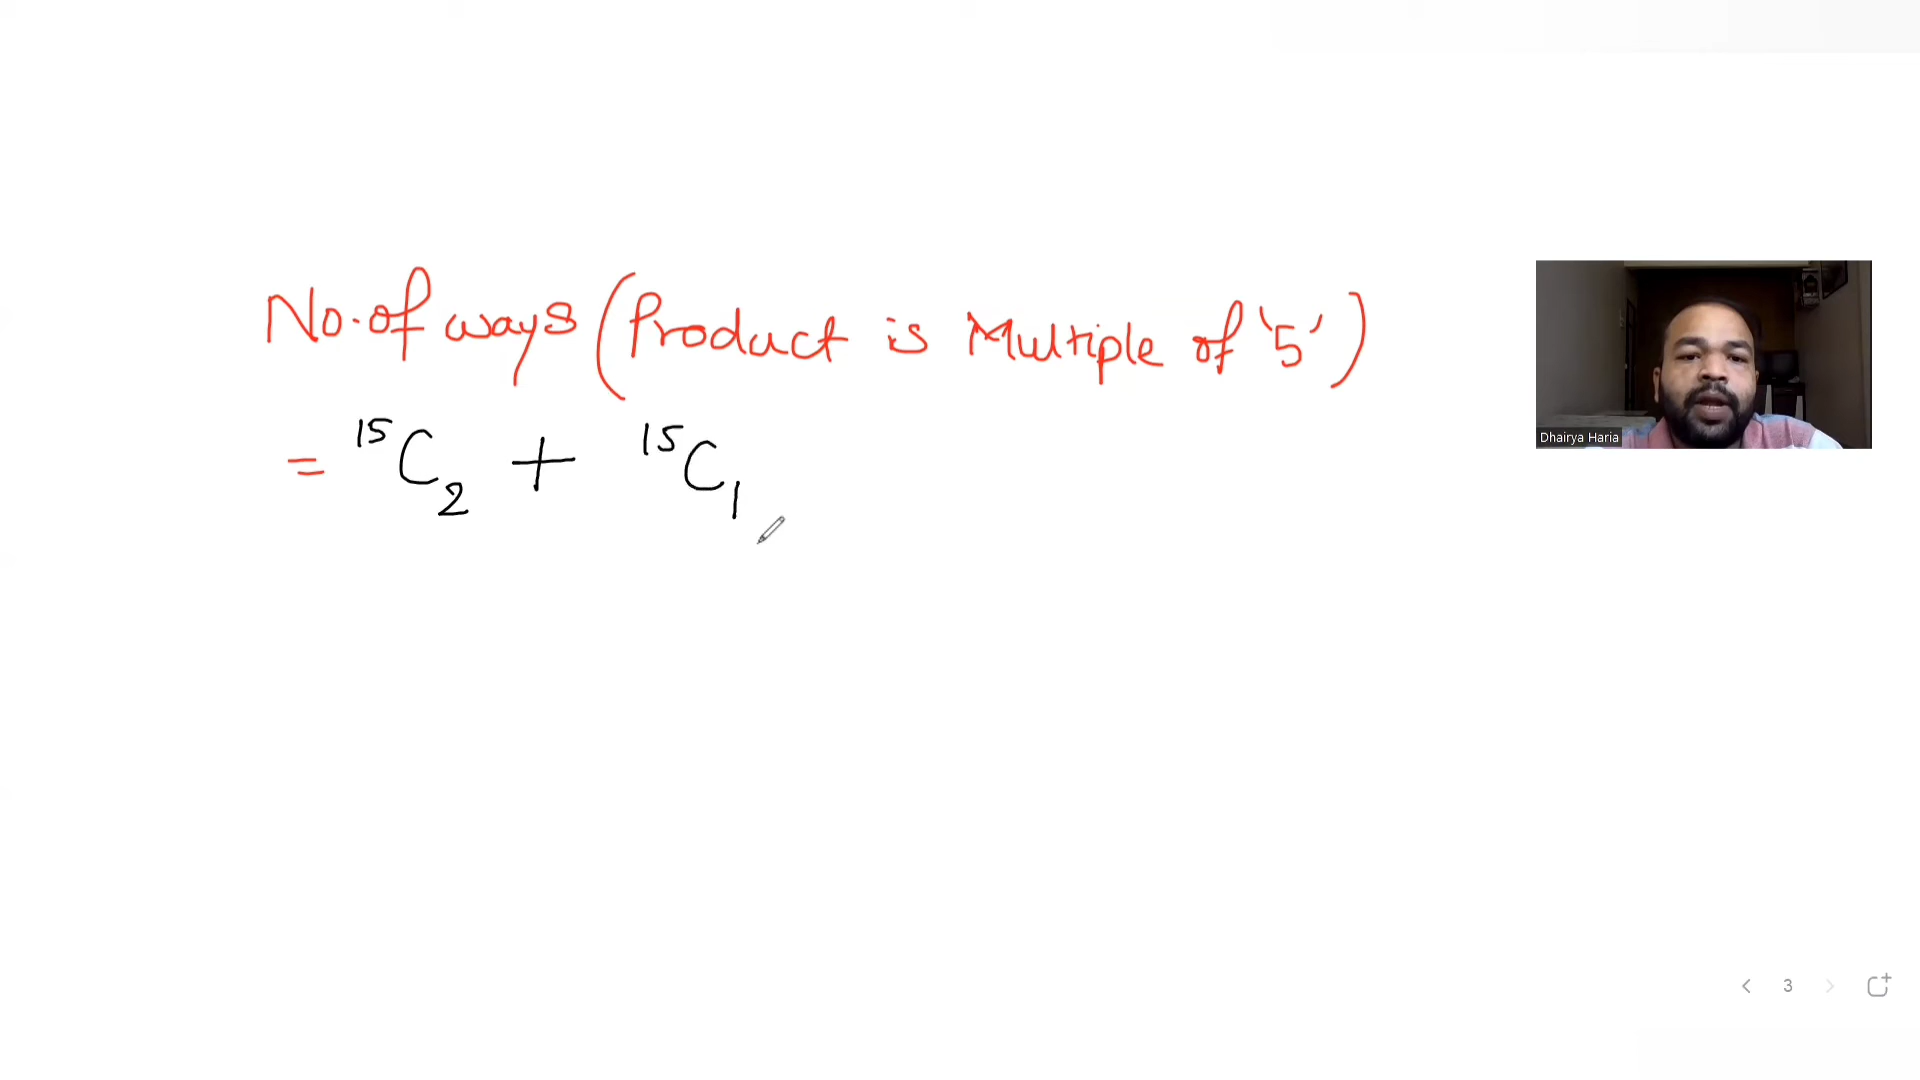 No. of ways (Product is Multiple of '5')
= ¹⁵C₂ + ¹⁵C₁
Dhairya Haria
3